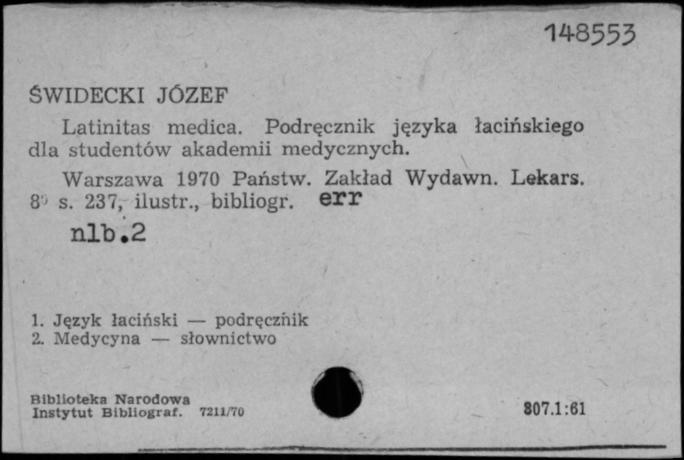 148553
ŚWIDECKI JÓZEF
Latinitas medica. Podręcznik języka łacińskiego
dla studentów akademii medycznych.
Warszawa 1970 Państw. Zakład Wydawn. Lekars.
8° s. 237, ilustr., bibliogr. err
nlb.2
1. Język łaciński — podręcznik
2. Medycyna — słownictwo
Biblioteka Narodowa
Instytut Bibliograf. 7211/70
807.1:61